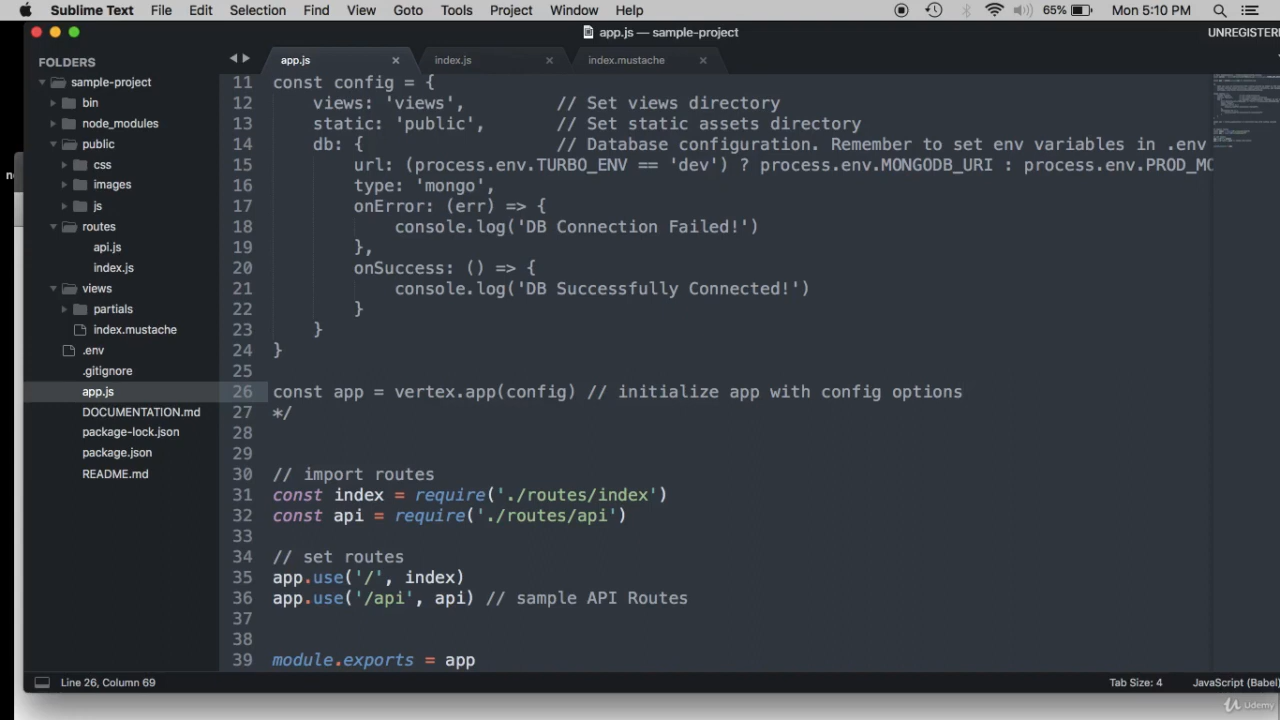 Sublime Text File Edit Selection Find View Goto Tools Project Window Help 65% Mon 5:10 PM
app.js — sample-project UNREGISTERE
FOLDERS
sample-project
bin
node_modules
public
css
images
js
routes
api.js
index.js
views
partials
index.mustache
.env
.gitignore
app.js
DOCUMENTATION.md
package-lock.json
package.json
README.md
app.js index.js index.mustache
11 const config = {
12 views: 'views', // Set views directory
13 static: 'public', // Set static assets directory
14 db: { // Database configuration. Remember to set env variables in .env
15 url: (process.env.TURBO_ENV == 'dev') ? process.env.MONGODB_URI : process.env.PROD_MO
16 type: 'mongo',
17 onError: (err) => {
18 console.log('DB Connection Failed!')
19 },
20 onSuccess: () => {
21 console.log('DB Successfully Connected!')
22 }
23 }
24 }
25
26 const app = vertex.app(config) // initialize app with config options
27 */
28
29
30 // import routes
31 const index = require('./routes/index')
32 const api = require('./routes/api')
33
34 // set routes
35 app.use('/', index)
36 app.use('/api', api) // sample API Routes
37
38
39 module.exports = app
Line 26, Column 69 Tab Size: 4 JavaScript (Babel)
Udemy